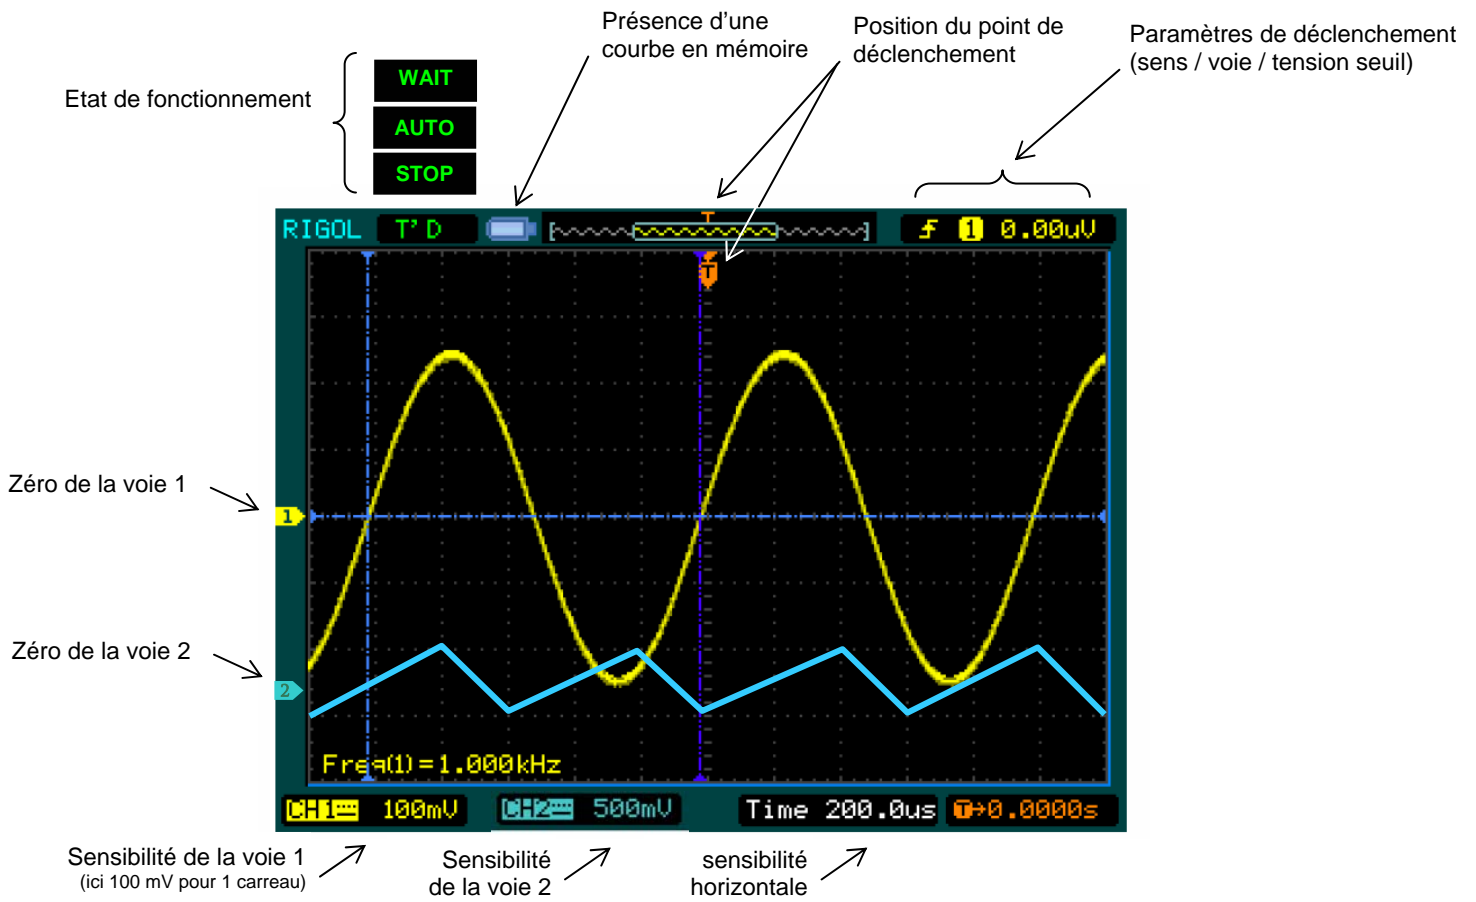 Présence d'une
courbe en mémoire
Position du point de
déclenchement
Paramètres de déclenchement
(sens / voie / tension seuil)
Etat de fonctionnement
WAIT
AUTO
STOP
RIGOL T'D T 1 0.00uV
T
Zéro de la voie 1
1
Zéro de la voie 2
2
Freq(1)=1.000kHz
CH1 100mV CH2 500mV Time 200.0us T→0.0000s
Sensibilité de la voie 1
(ici 100 mV pour 1 carreau)
Sensibilité
de la voie 2
sensibilité
horizontale